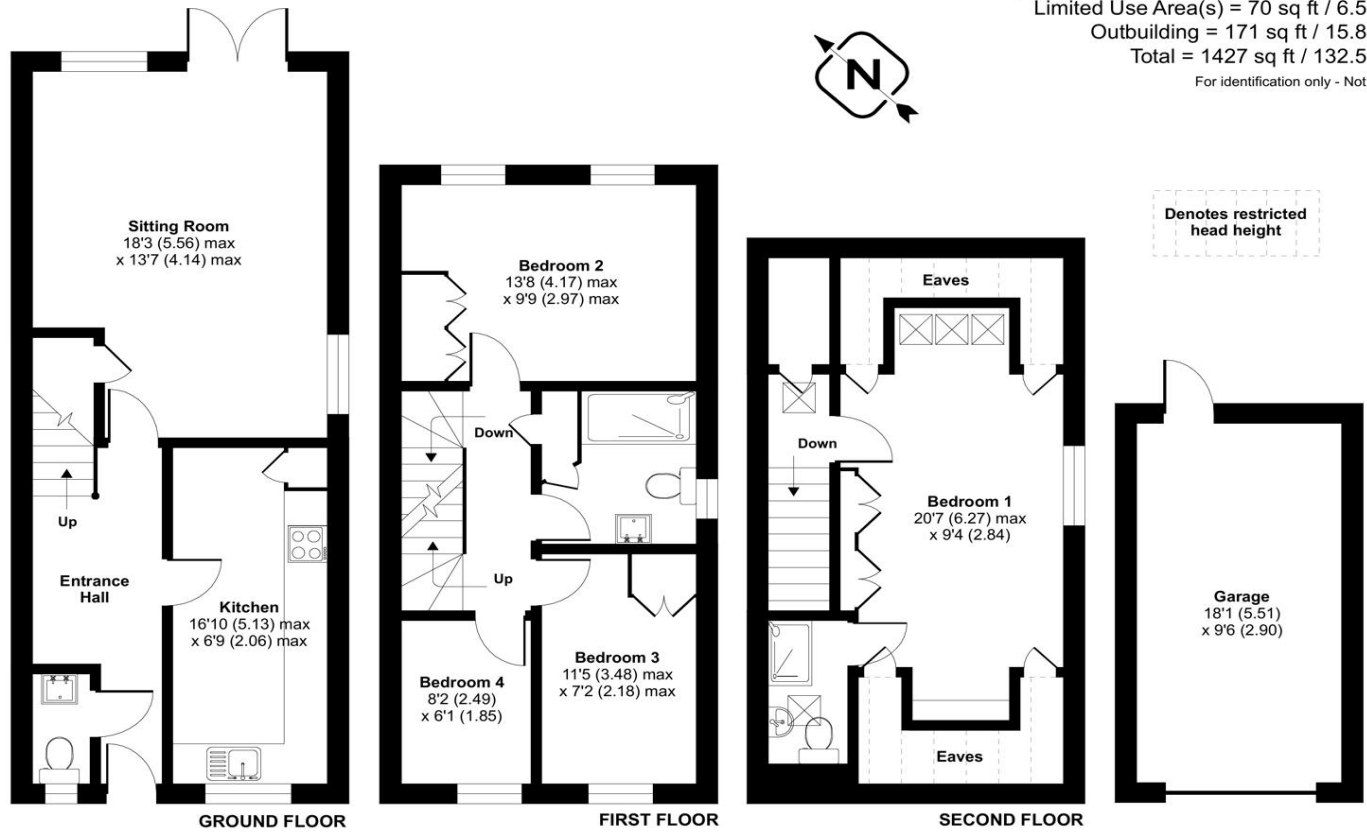 Limited Use Area(s) = 70 sq ft / 6.5
Outbuilding = 171 sq ft / 15.8
Total = 1427 sq ft / 132.5
For identification only - Not
N
Denotes restricted
head height
Sitting Room
18'3 (5.56) max
x 13'7 (4.14) max
Up
Entrance
Hall
Kitchen
16'10 (5.13) max
x 6'9 (2.06) max
GROUND FLOOR
Bedroom 2
13'8 (4.17) max
x 9'9 (2.97) max
Down
Up
Bedroom 4
8'2 (2.49)
x 6'1 (1.85)
Bedroom 3
11'5 (3.48) max
x 7'2 (2.18) max
FIRST FLOOR
Eaves
Down
Bedroom 1
20'7 (6.27) max
x 9'4 (2.84)
Eaves
SECOND FLOOR
Garage
18'1 (5.51)
x 9'6 (2.90)